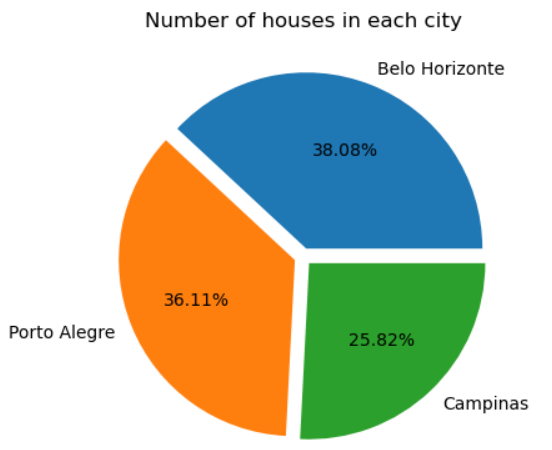 Number of houses in each city
Belo Horizonte
38.08%
36.11%
Porto Alegre
25.82%
Campinas